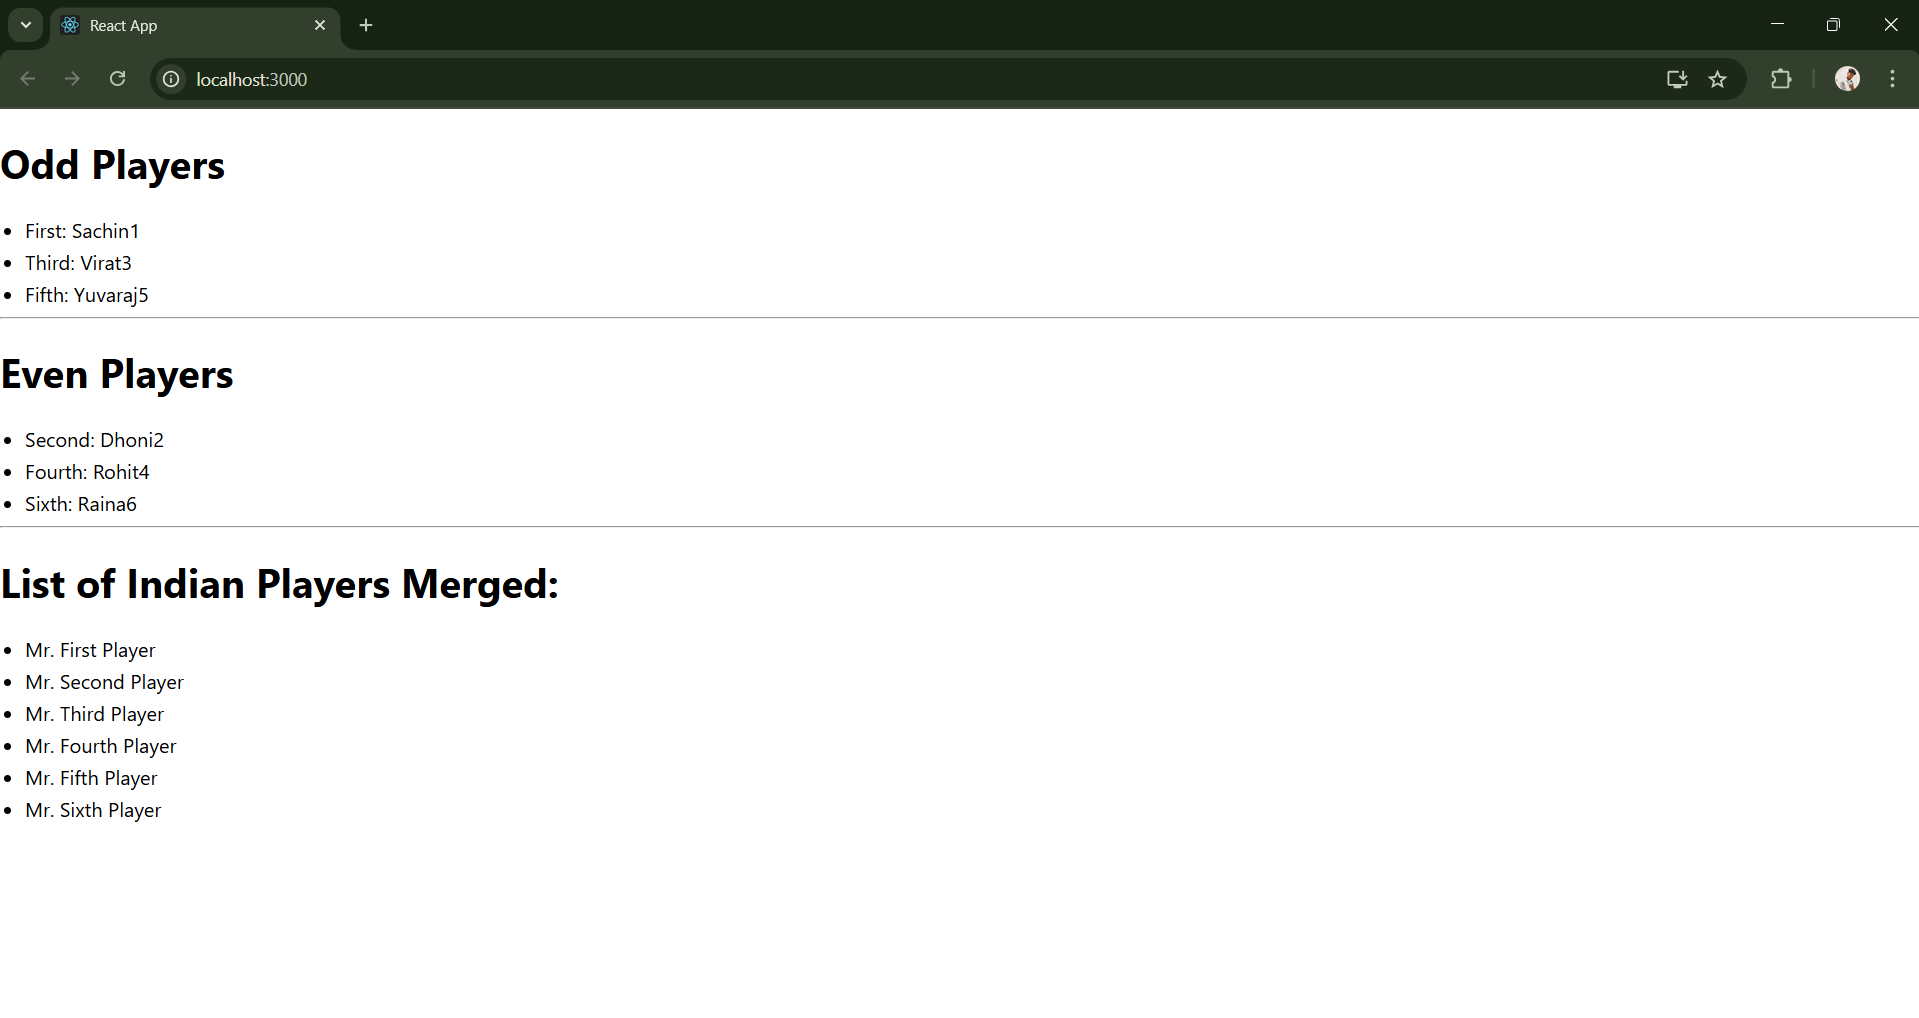 React App
localhost:3000
Odd Players
First: Sachin1
Third: Virat3
Fifth: Yuvaraj5
Even Players
Second: Dhoni2
Fourth: Rohit4
Sixth: Raina6
List of Indian Players Merged:
Mr. First Player
Mr. Second Player
Mr. Third Player
Mr. Fourth Player
Mr. Fifth Player
Mr. Sixth Player